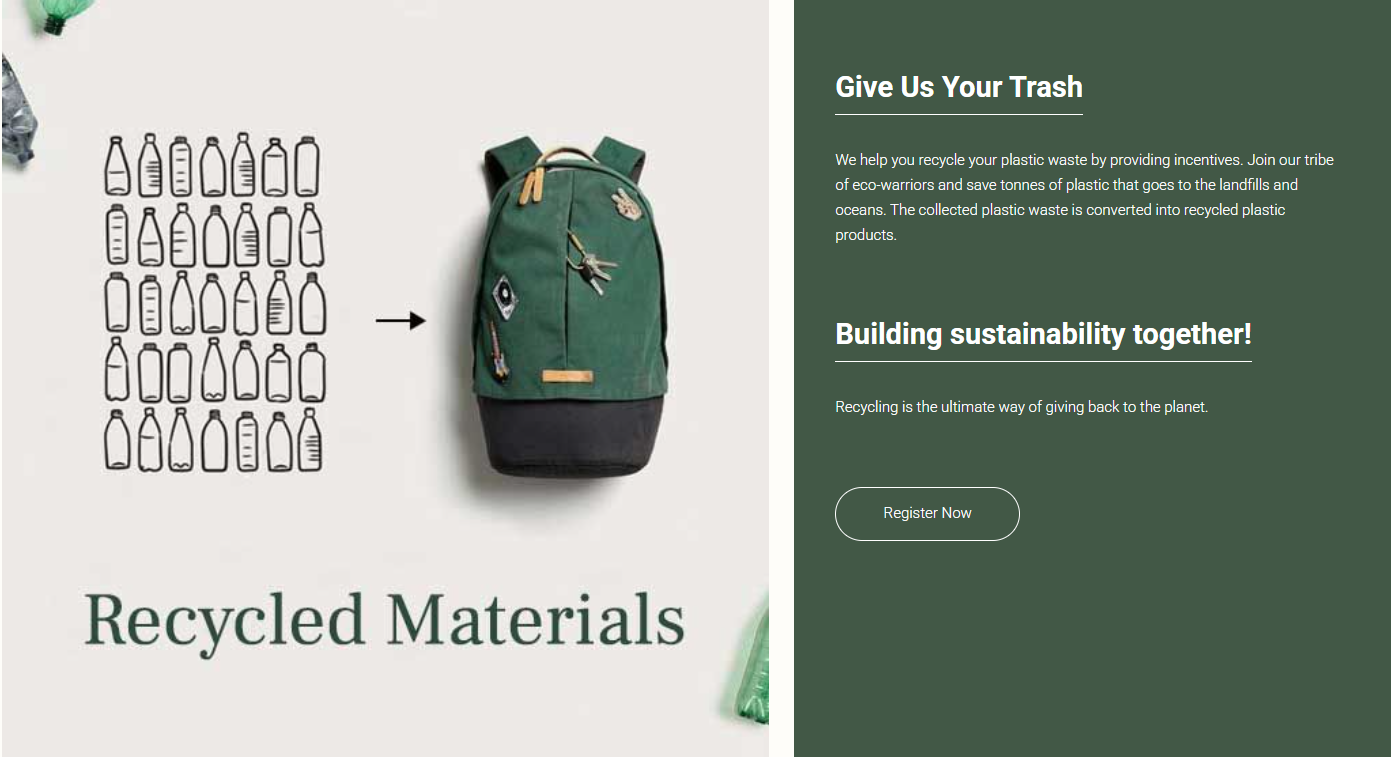 Recycled Materials
Give Us Your Trash
We help you recycle your plastic waste by providing incentives. Join our tribe
of eco-warriors and save tonnes of plastic that goes to the landfills and
oceans. The collected plastic waste is converted into recycled plastic
products.
Building sustainability together!
Recycling is the ultimate way of giving back to the planet.
Register Now